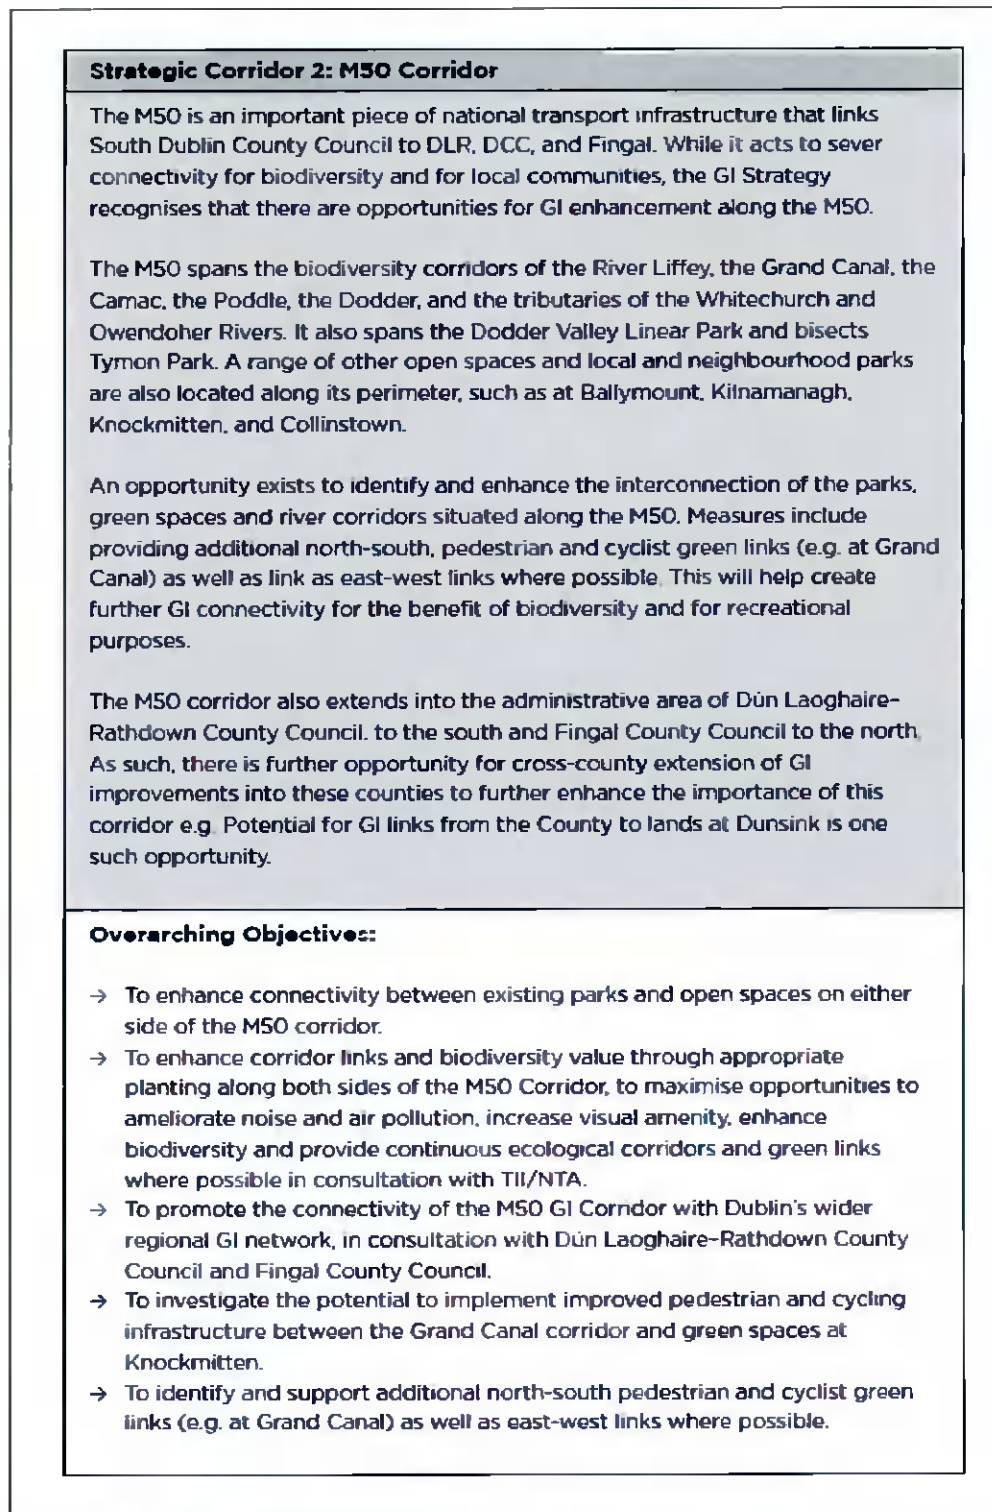 Strategic Corridor 2: M50 Corridor
The M50 is an important piece of national transport infrastructure that links
South Dublin County Council to DLR, DCC, and Fingal. While it acts to sever
connectivity for biodiversity and for local communities, the GI Strategy
recognises that there are opportunities for GI enhancement along the M50.
The M50 spans the biodiversity corridors of the River Liffey, the Grand Canal, the
Camac, the Poddle, the Dodder, and the tributaries of the Whitechurch and
Owendoher Rivers. It also spans the Dodder Valley Linear Park and bisects
Tymon Park. A range of other open spaces and local and neighbourhood parks
are also located along its perimeter, such as at Ballymount, Kilnamanagh,
Knockmitten, and Collinstown.
An opportunity exists to identify and enhance the interconnection of the parks,
green spaces and river corridors situated along the M50. Measures include
providing additional north-south, pedestrian and cyclist green links (e.g. at Grand
Canal) as well as link as east-west links where possible. This will help create
further GI connectivity for the benefit of biodiversity and for recreational
purposes.
The M50 corridor also extends into the administrative area of Dún Laoghaire-
Rathdown County Council. to the south and Fingal County Council to the north.
As such, there is further opportunity for cross-county extension of GI
improvements into these counties to further enhance the importance of this
corridor e.g. Potential for GI links from the County to lands at Dunsink is one
such opportunity.
Overarching Objectives:
→ To enhance connectivity between existing parks and open spaces on either
side of the M50 corridor.
→ To enhance corridor links and biodiversity value through appropriate
planting along both sides of the M50 Corridor, to maximise opportunities to
ameliorate noise and air pollution, increase visual amenity, enhance
biodiversity and provide continuous ecological corridors and green links
where possible in consultation with TII/NTA.
→ To promote the connectivity of the M50 GI Corridor with Dublin's wider
regional GI network, in consultation with Dún Laoghaire-Rathdown County
Council and Fingal County Council.
→ To investigate the potential to implement improved pedestrian and cycling
infrastructure between the Grand Canal corridor and green spaces at
Knockmitten.
→ To identify and support additional north-south pedestrian and cyclist green
links (e.g. at Grand Canal) as well as east-west links where possible.